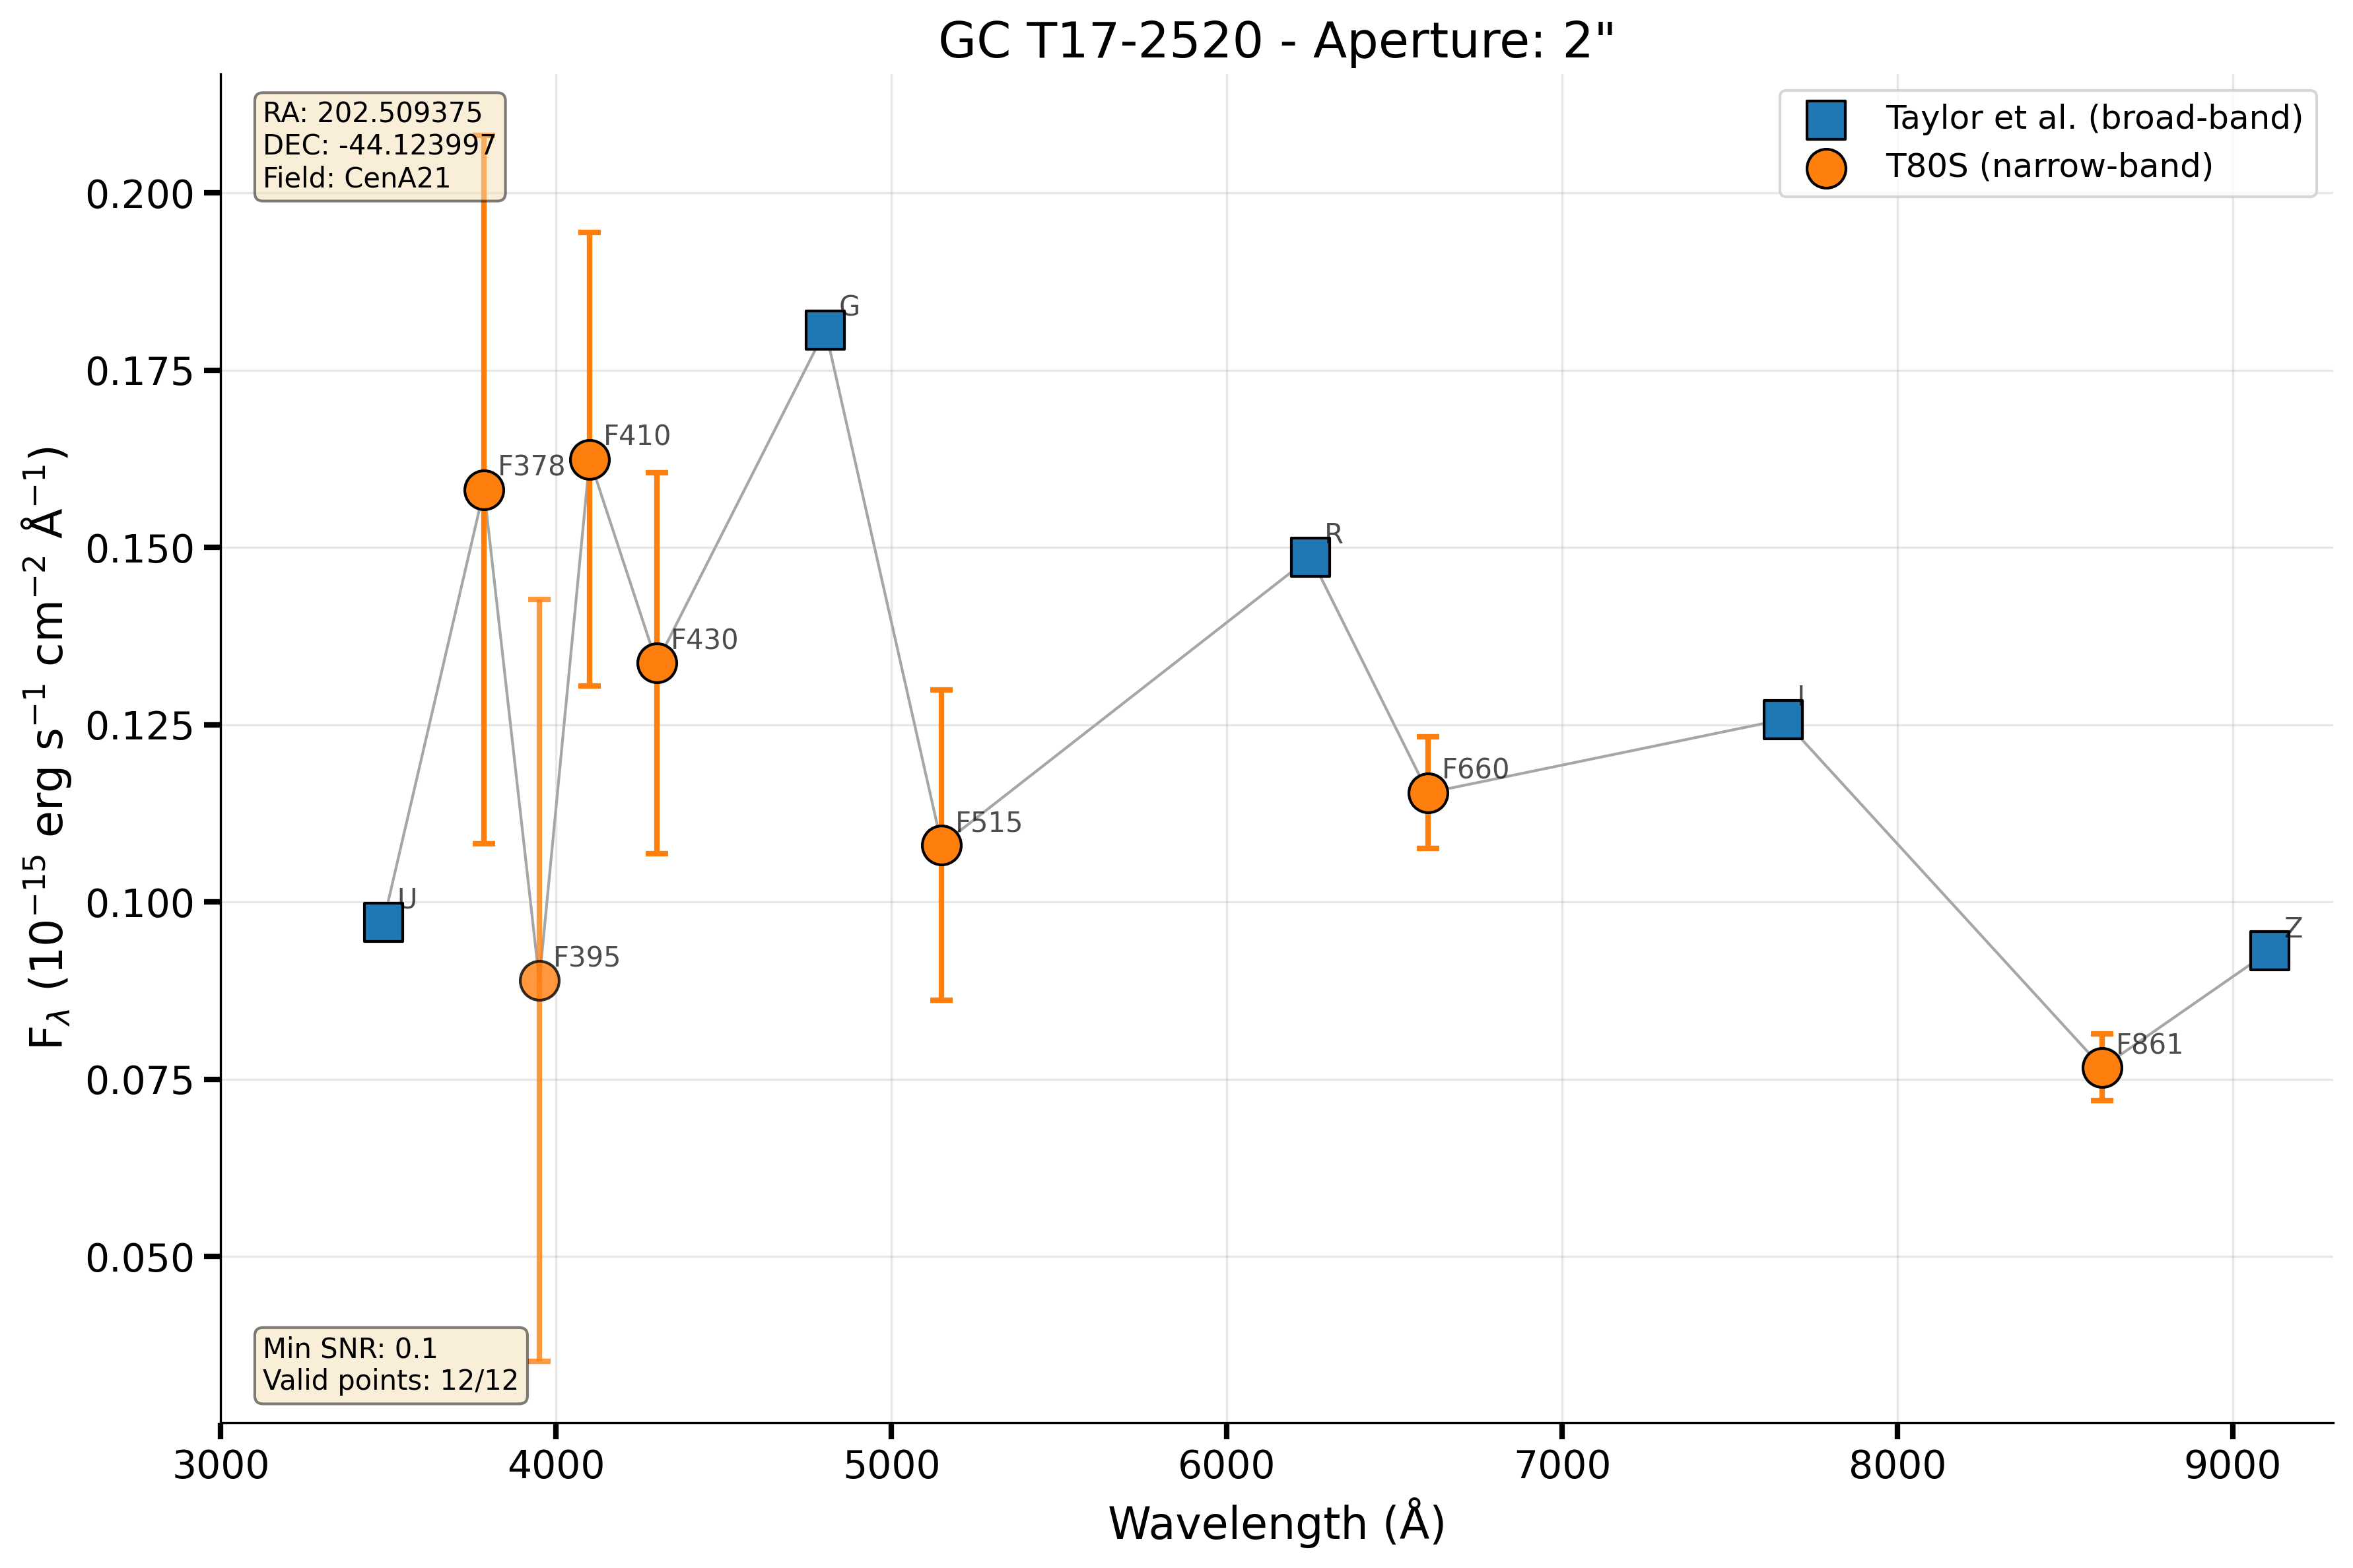 GC T17-2520 - Aperture: 2"
RA: 202.509375
DEC: -44.123997
Field: CenA21
Taylor et al. (broad-band)
T80S (narrow-band)
F_λ (10⁻¹⁵ erg s⁻¹ cm⁻² Å⁻¹)
0.200
0.175
0.150
0.125
0.100
0.075
0.050
U
F378
F395
F410
F430
G
F515
R
F660
I
F861
Z
Min SNR: 0.1
Valid points: 12/12
3000 4000 5000 6000 7000 8000 9000
Wavelength (Å)